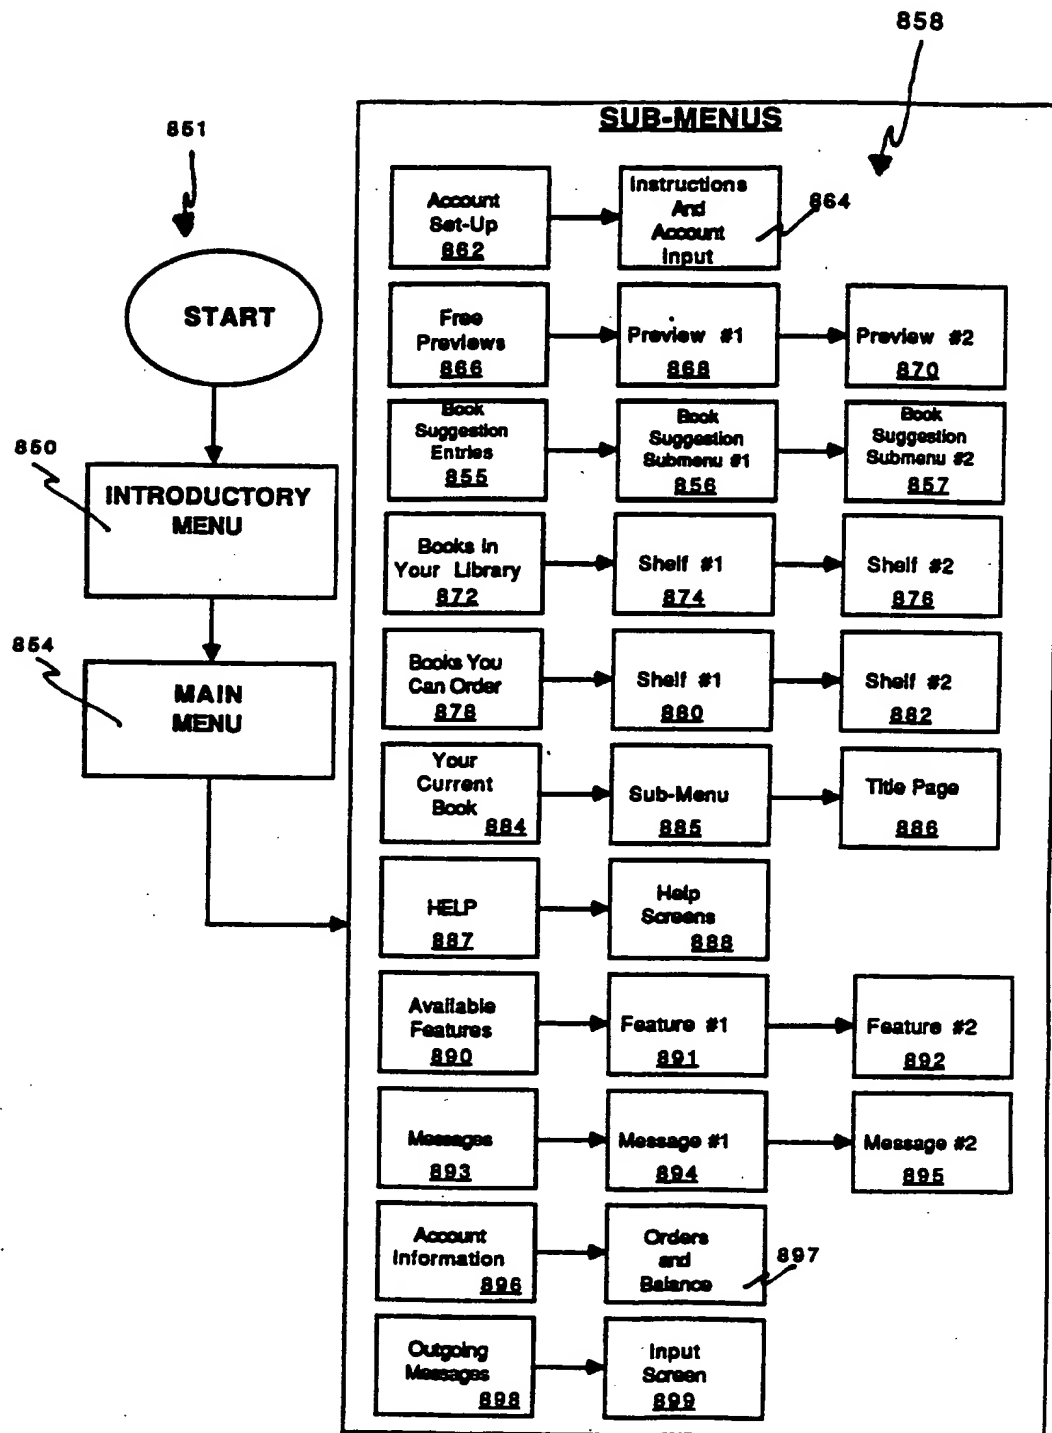 858
SUB-MENUS
851
START
850
INTRODUCTORY
MENU
854
MAIN
MENU
Account
Set-Up
862
Instructions
And
Account
Input
864
Free
Previews
866
Preview #1
868
Preview #2
870
Book
Suggestion
Entries
855
Book
Suggestion
Submenu #1
856
Book
Suggestion
Submenu #2
857
Books In
Your Library
872
Shelf #1
874
Shelf #2
876
Books You
Can Order
878
Shelf #1
880
Shelf #2
882
Your
Current
Book
884
Sub-Menu
885
Title Page
886
HELP
887
Help
Screens
888
Available
Features
890
Feature #1
891
Feature #2
892
Messages
893
Message #1
894
Message #2
895
Account
Information
896
Orders
and
Balance
897
Outgoing
Messages
898
Input
Screen
899